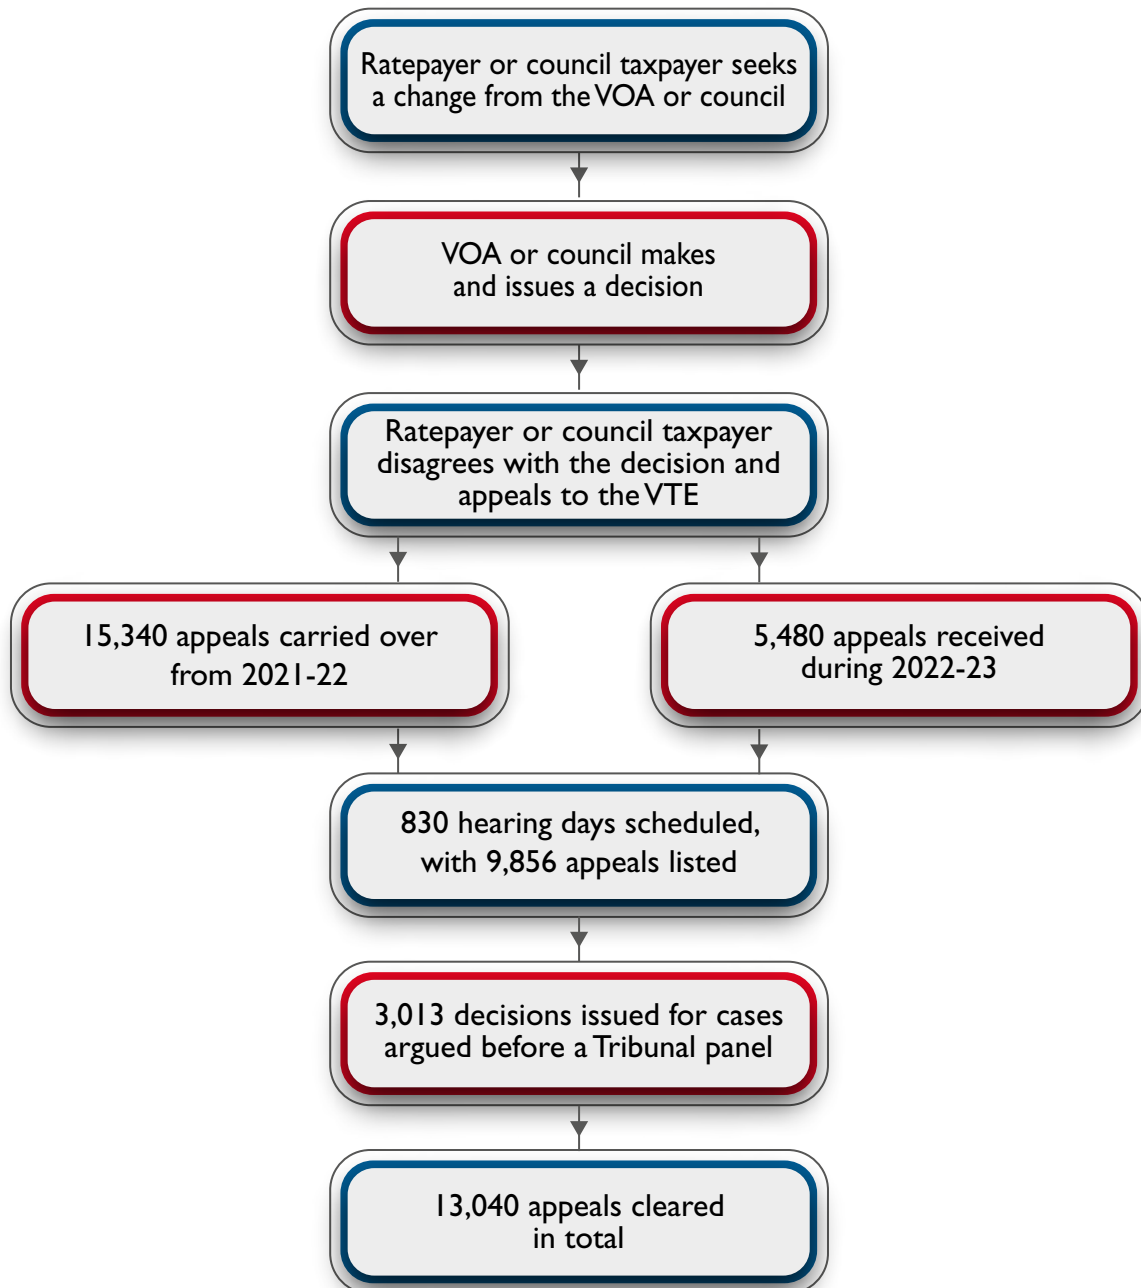 Ratepayer or council taxpayer seeks
a change from the VOA or council
VOA or council makes
and issues a decision
Ratepayer or council taxpayer
disagrees with the decision and
appeals to the VTE
15,340 appeals carried over
from 2021-22
5,480 appeals received
during 2022-23
830 hearing days scheduled,
with 9,856 appeals listed
3,013 decisions issued for cases
argued before a Tribunal panel
13,040 appeals cleared
in total